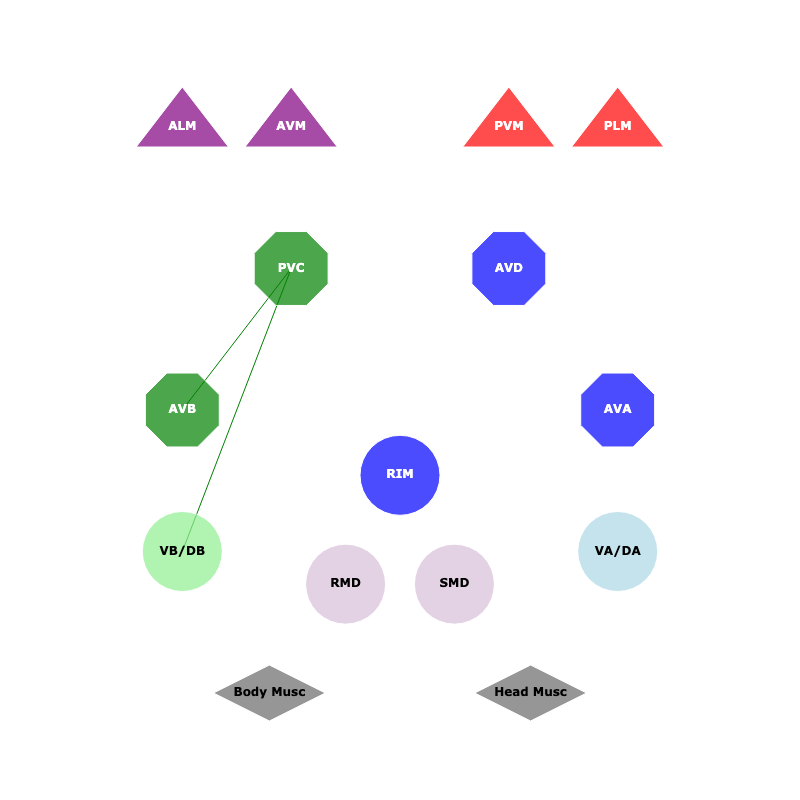 ALM
AVM
PVM
PLM
PVC
AVD
AVB
AVA
RIM
VB/DB
VA/DA
RMD
SMD
Body Musc
Head Musc